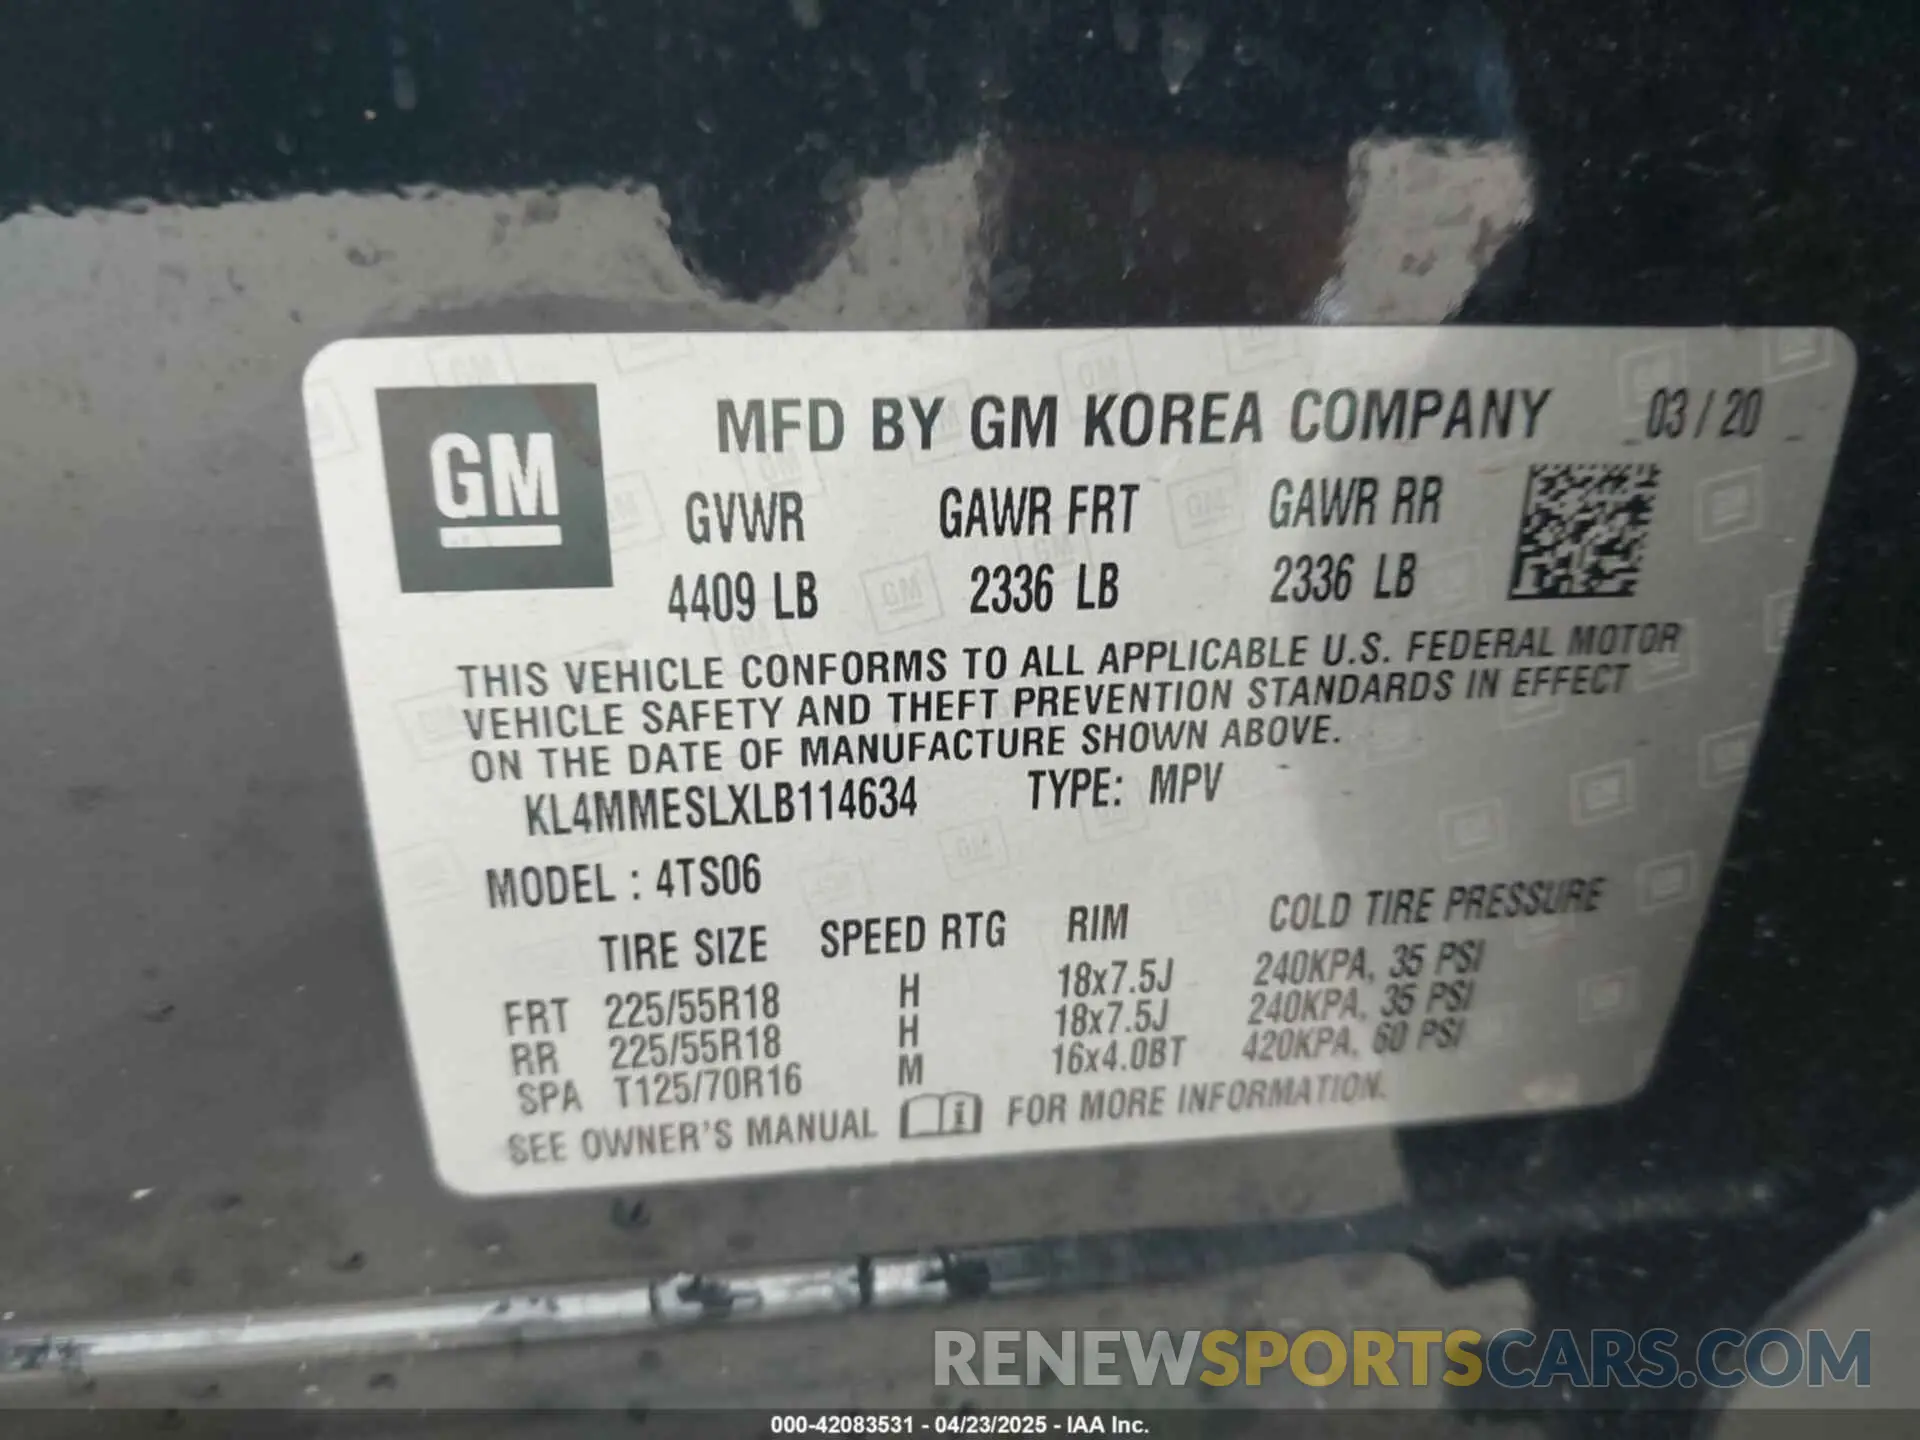 GM
MFD BY GM KOREA COMPANY 03 / 20
GVWR GAWR FRT GAWR RR
4409 LB 2336 LB 2336 LB
THIS VEHICLE CONFORMS TO ALL APPLICABLE U.S. FEDERAL MOTOR
VEHICLE SAFETY AND THEFT PREVENTION STANDARDS IN EFFECT
ON THE DATE OF MANUFACTURE SHOWN ABOVE.
KL4MMESLXLB114634 TYPE: MPV
MODEL : 4TS06
TIRE SIZE SPEED RTG RIM COLD TIRE PRESSURE
FRT 225/55R18 H 18x7.5J 240KPA, 35 PSI
RR 225/55R18 H 18x7.5J 240KPA, 35 PSI
SPA T125/70R16 M 16x4.0BT 420KPA, 60 PSI
SEE OWNER'S MANUAL FOR MORE INFORMATION.
RENEWSPORTSCARS.COM
000-42083531 - 04/23/2025 - IAA Inc.